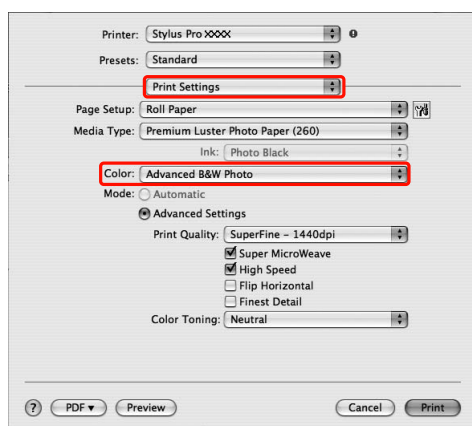 Printer: Stylus Pro XXXX
Presets: Standard
Print Settings
Page Setup: Roll Paper
Media Type: Premium Luster Photo Paper (260)
Ink: Photo Black
Color: Advanced B&W Photo
Mode: Automatic
Advanced Settings
Print Quality: SuperFine - 1440dpi
Super MicroWeave
High Speed
Flip Horizontal
Finest Detail
Color Toning: Neutral
? PDF ▼ Preview Cancel Print